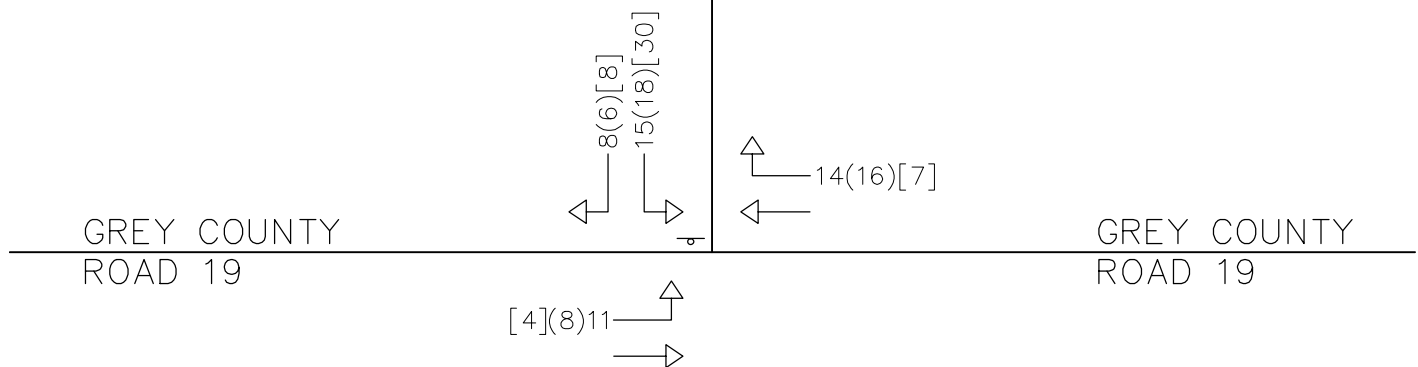 8(6)[8]
15(18)[30]
14(16)[7]
GREY COUNTY
ROAD 19
GREY COUNTY
ROAD 19
[4](8)11